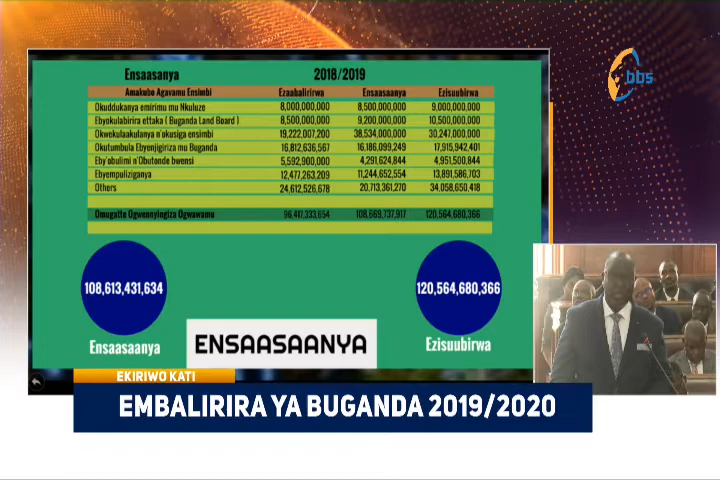 bbs
Ensaasanya 2018/2019
Amakubo Agavamu Ensimbi Ezaabalirirwa Ensaasaanya Ezisuubirwa
Okuddukanya emirimu mu Nkuluze 8,000,000,000 8,500,000,000 9,000,000,000
Ebyokulabirira ettaka ( Buganda Land Board ) 8,500,000,000 9,200,000,000 10,500,000,000
Okwekulaakulanya n'okusiga ensimbi 19,222,007,200 38,534,000,000 30,247,000,000
Okutumbula Ebyenjigiriza mu Buganda 16,812,636,567 16,186,099,249 17,915,942,401
Eby'obulimi n'Obutonde bwensi 5,592,900,000 4,291,624,844 4,951,500,844
Ebyempuliziganya 12,477,263,209 11,244,652,554 13,891,586,703
Others 24,612,526,678 20,713,361,270 34,058,650,418
Omugatte Ogwennyingiza Ogwawamu 96,417,333,654 108,669,737,917 120,564,680,366
108,613,431,634
120,564,680,366
Ensaasaanya
ENSAASAANYA
Ezisuubirwa
EKIRIWO KATI
EMBALIRIRA YA BUGANDA 2019/2020